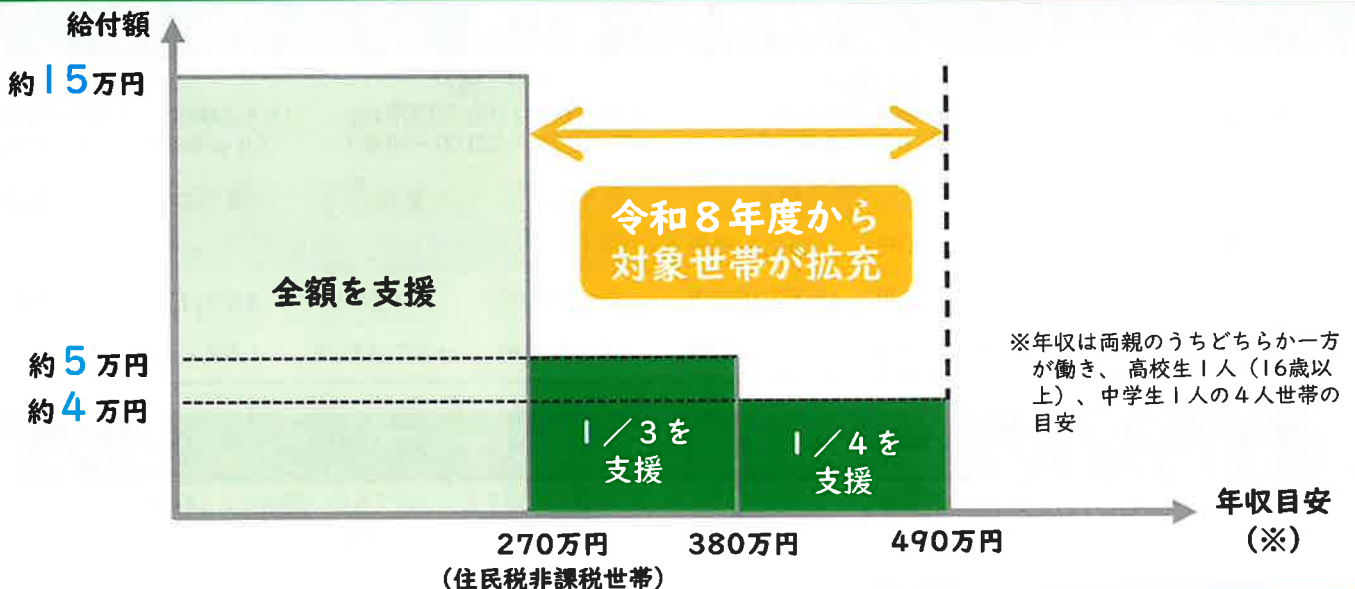 給付額
約15万円
令和8年度から
対象世帯が拡充
全額を支援
約5万円
約4万円
1／3を
支援
1／4を
支援
※年収は両親のうちどちらか一方
が働き、高校生1人（16歳以
上）、中学生1人の4人世帯の
目安
270万円
（住民税非課税世帯）
380万円
490万円
年収目安
（※）